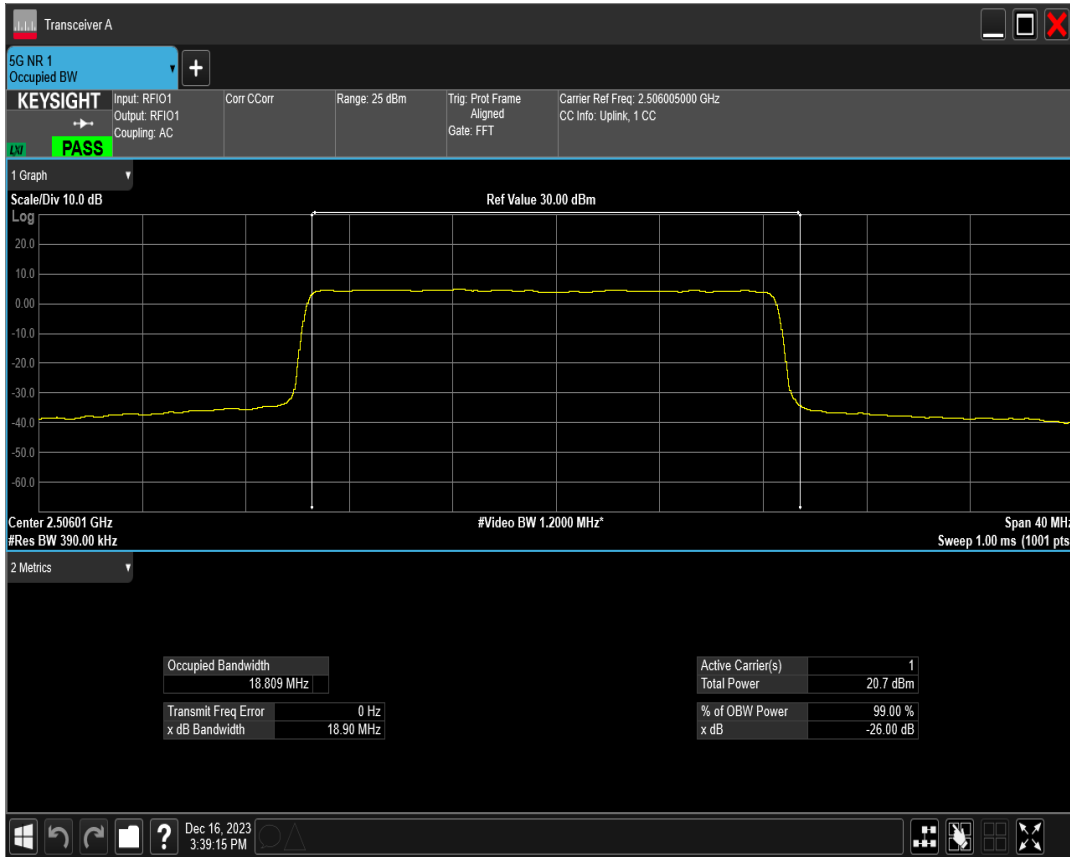 Transceiver A
5G NR 1
Occupied BW
KEYSIGHT
LXI
PASS
Input: RFIO1
Output: RFIO1
Coupling: AC
Corr CCorr
Range: 25 dBm
Trig: Prot Frame
Aligned
Gate: FFT
Carrier Ref Freq: 2.506005000 GHz
CC Info: Uplink, 1 CC
1 Graph
Scale/Div 10.0 dB
Ref Value 30.00 dBm
Log
20.0
10.0
0.00
-10.0
-20.0
-30.0
-40.0
-50.0
-60.0
Center 2.50601 GHz
#Video BW 1.2000 MHz*
Span 40 MHz
#Res BW 390.00 kHz
Sweep 1.00 ms (1001 pts
2 Metrics
Occupied Bandwidth
18.809 MHz
Transmit Freq Error 0 Hz
x dB Bandwidth 18.90 MHz
Active Carrier(s) 1
Total Power 20.7 dBm
% of OBW Power 99.00 %
x dB -26.00 dB
Dec 16, 2023
3:39:15 PM